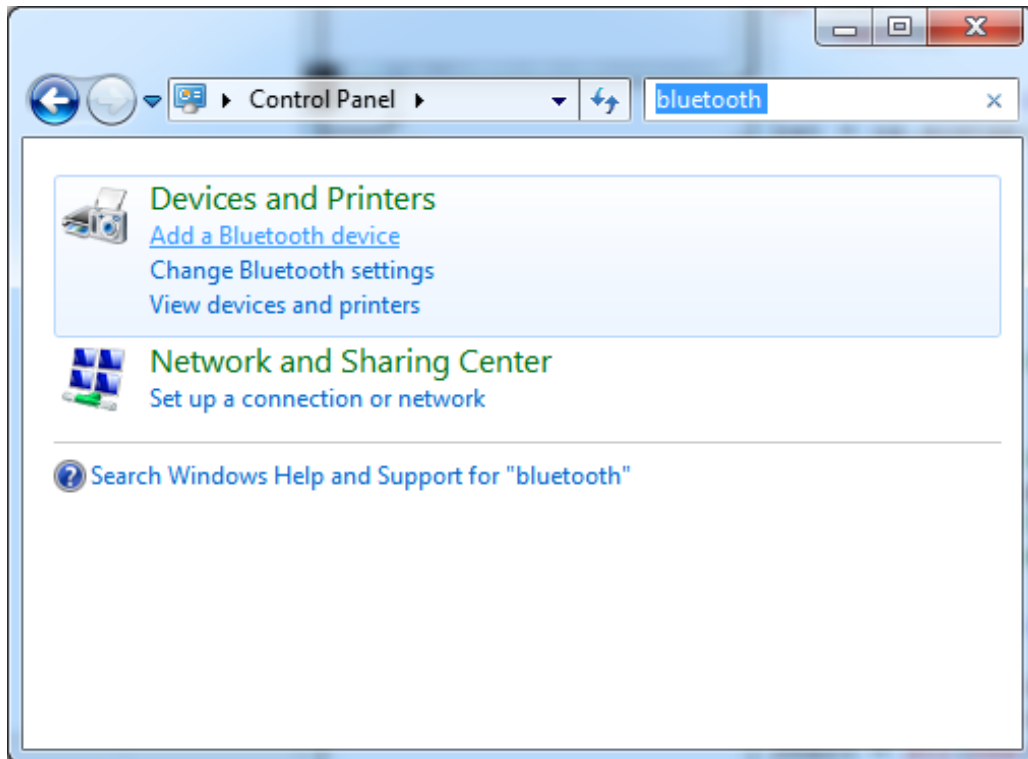 Control Panel
bluetooth
Devices and Printers
Add a Bluetooth device
Change Bluetooth settings
View devices and printers
Network and Sharing Center
Set up a connection or network
Search Windows Help and Support for "bluetooth"